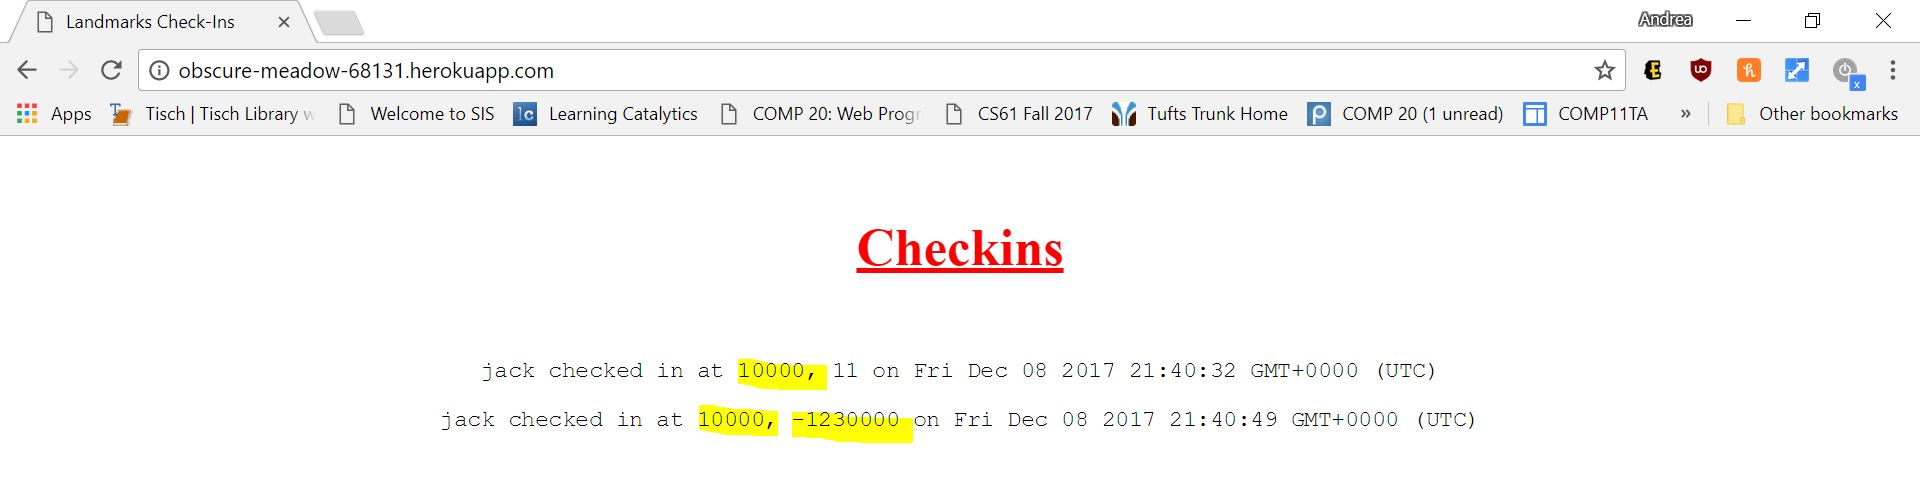 Landmarks Check-Ins
Andrea
obscure-meadow-68131.herokuapp.com
Apps Tisch | Tisch Library w Welcome to SIS lc Learning Catalytics COMP 20: Web Progr CS61 Fall 2017 Tufts Trunk Home COMP 20 (1 unread) COMP11TA » Other bookmarks
Checkins
jack checked in at 10000, 11 on Fri Dec 08 2017 21:40:32 GMT+0000 (UTC)
jack checked in at 10000, -1230000 on Fri Dec 08 2017 21:40:49 GMT+0000 (UTC)